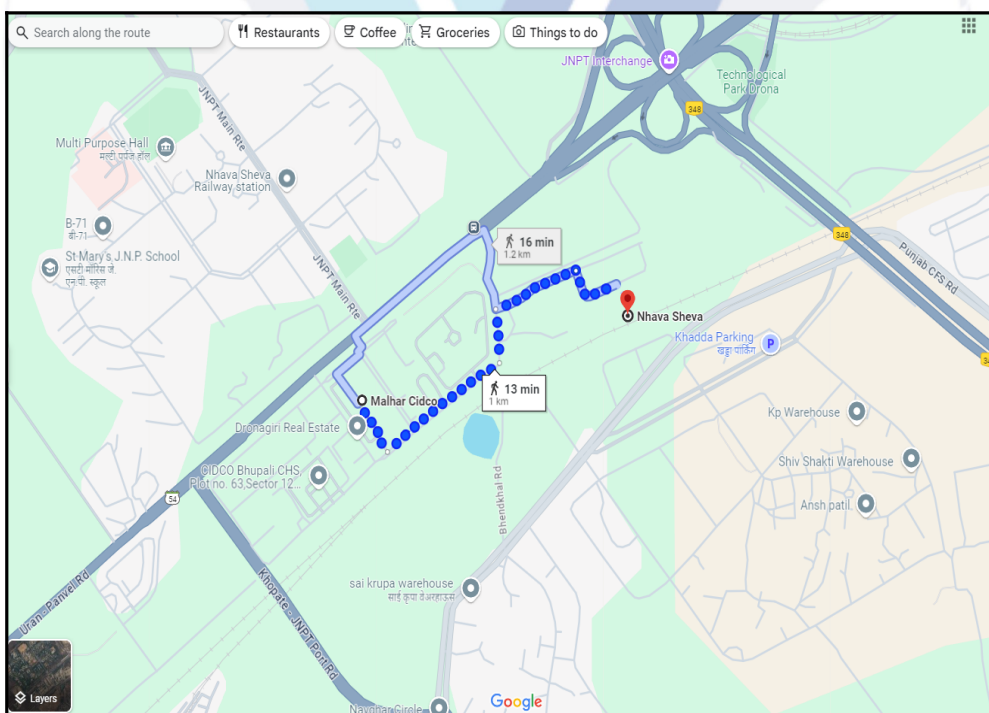 Search along the route
Restaurants
Coffee
Groceries
Things to do
JNPT Interchange
Technological
Park Drona
348
JNPT Main Rte
Multi Purpose Hall
मल्टी पर्पज हॉल
Nhava Sheva
Railway station
B-71
बी-71
St Mary's J.N.P. School
एसटी मॅरिस जे.
एन.पी. स्कूल
JNPT Main Rte
16 min
1.2 km
348
Punjab CFS Rd
Nhava Sheva
Khadda Parking
खड्डा पार्किंग
P
13 min
1 km
Malhar Cidco
Dronagiri Real Estate
Kp Warehouse
CIDCO Bhupali CHS,
Plot no. 63,Sector 12...
Shiv Shakti Warehouse
54
Bhendkhal Rd
Ansh patil
Uran - Panvel Rd
Khopate - JNPT Port Rd
sai krupa warehouse
साई कृपा वेअरहाऊस
Layers
Google
Navghar Circle